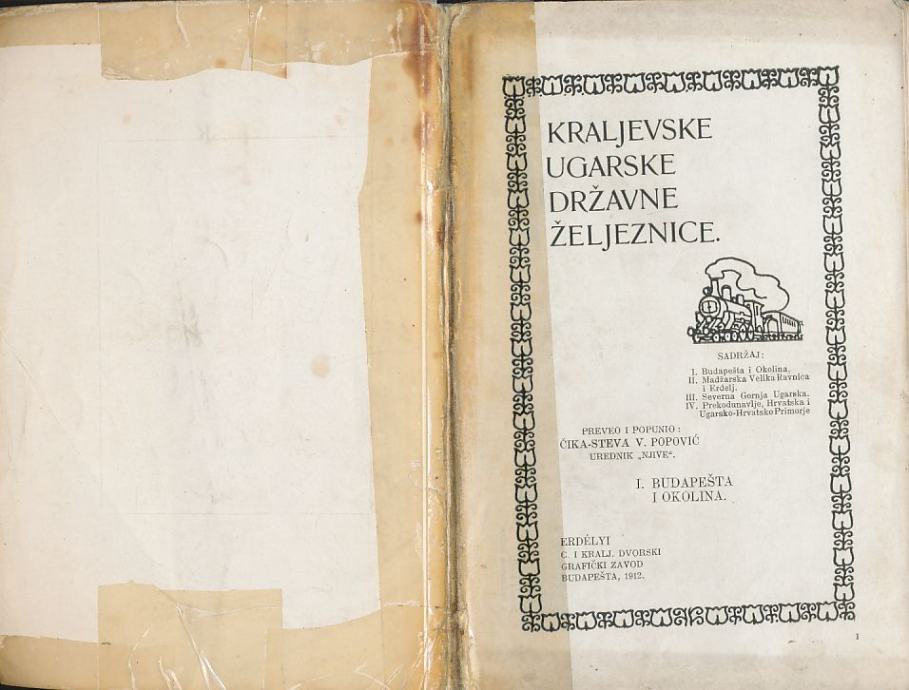 KRALJEVSKE
UGARSKE
DRŽAVNE
ŽELJEZNICE.
SADRŽAJ:
I. Budapešta i Okolina,
II. Madžarska Velika Ravnica
i Erdelj.
III. Severna Gornja Ugarska.
IV. Prekodunavlje, Hrvatska i
Ugarsko-Hrvatsko Primorje
PREVEO I POPUNIO:
ČIKA-STEVA V. POPOVIĆ
UREDNIK „NJIVE“.
I. BUDAPEŠTA
I OKOLINA.
ERDÉLYI
C. I KRALJ. DVORSKI
GRAFIČKI ZAVOD
BUDAPEŠTA, 1912.
1